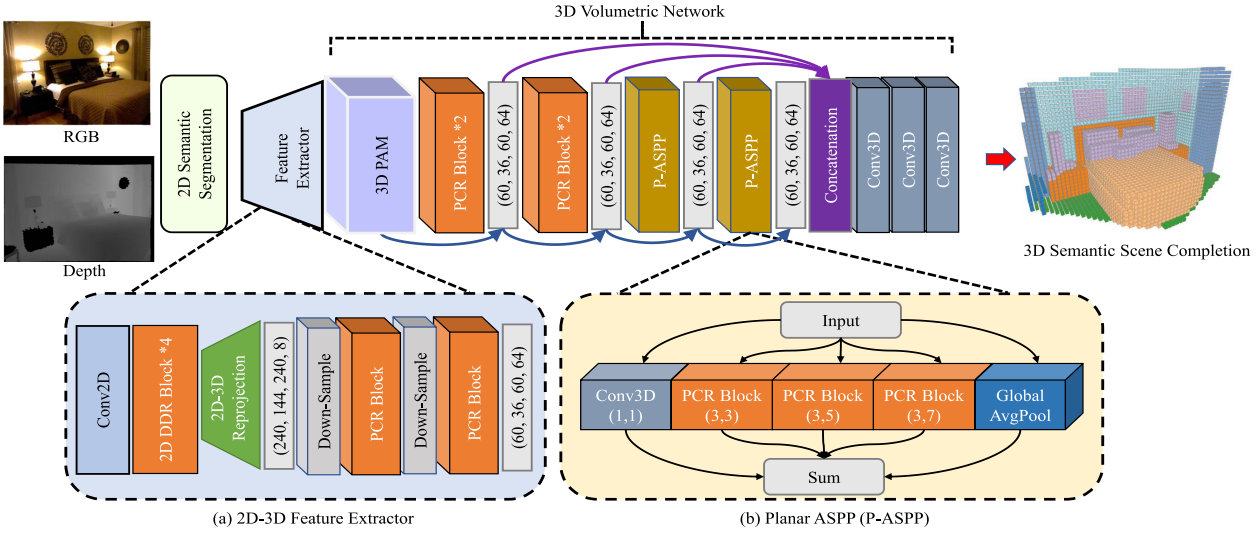 3D Volumetric Network
RGB
Depth
2D Semantic
Segmentation
Feature
Extractor
3D PAM
PCR Block *2
(60, 36, 60, 64)
PCR Block *2
(60, 36, 60, 64)
P-ASPP
(60, 36, 60, 64)
P-ASPP
(60, 36, 60, 64)
Concatenation
Conv3D
Conv3D
Conv3D
3D Semantic Scene Completion
Conv2D
2D DDR Block *4
2D-3D
Reprojection
(240, 144, 240, 8)
Down-Sample
PCR Block
Down-Sample
PCR Block
(60, 36, 60, 64)
(a) 2D-3D Feature Extractor
Input
Conv3D
(1,1)
PCR Block
(3,3)
PCR Block
(3,5)
PCR Block
(3,7)
Global
AvgPool
Sum
(b) Planar ASPP (P-ASPP)